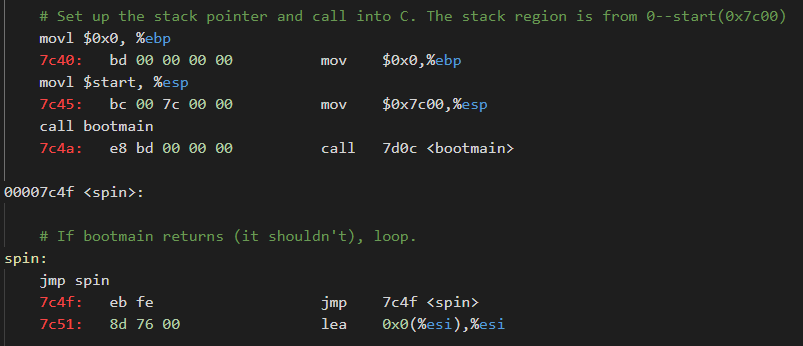 # Set up the stack pointer and call into C. The stack region is from 0--start(0x7c00)
movl $0x0, %ebp
7c40: bd 00 00 00 00 mov $0x0,%ebp
movl $start, %esp
7c45: bc 00 7c 00 00 mov $0x7c00,%esp
call bootmain
7c4a: e8 bd 00 00 00 call 7d0c <bootmain>
00007c4f <spin>:
# If bootmain returns (it shouldn't), loop.
spin:
jmp spin
7c4f: eb fe jmp 7c4f <spin>
7c51: 8d 76 00 lea 0x0(%esi),%esi